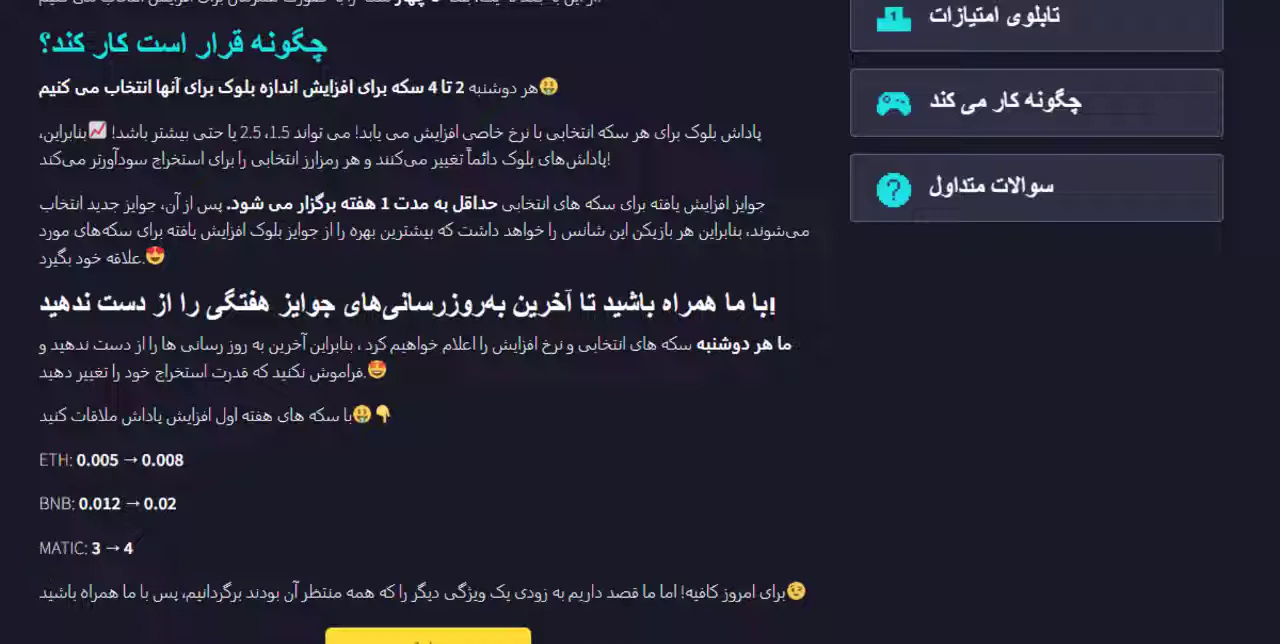 چگونه قرار است کار کند؟
🤑هر دوشنبه 2 تا 4 سکه برای افزایش اندازه بلوک برای آنها انتخاب می کنیم
پاداش بلوک برای هر سکه انتخابی با نرخ خاصی افزایش می یابد! می تواند 1.5، 2.5 یا حتی بیشتر باشد! 📈بنابراین،
پاداش‌های بلوک دائماً تغییر می‌کنند و هر رمزارز انتخابی را برای استخراج سودآورتر می‌کند!
جوایز افزایش یافته برای سکه های انتخابی حداقل به مدت 1 هفته برگزار می شود. پس از آن، جوایز جدید انتخاب
می‌شوند، بنابراین هر بازیکن این شانس را خواهد داشت که بیشترین بهره را از جوایز بلوک افزایش یافته برای سکه‌های مورد
علاقه خود بگیرد.😍
با ما همراه باشید تا آخرین به‌روزرسانی‌های جوایز هفتگی را از دست ندهید!
ما هر دوشنبه سکه های انتخابی و نرخ افزایش را اعلام خواهیم کرد ، بنابراین آخرین به روز رسانی ها را از دست ندهید و
فراموش نکنید که قدرت استخراج خود را تغییر دهید.🤩
با سکه های هفته اول افزایش پاداش ملاقات کنید🤑👇
ETH: 0.005 → 0.008
BNB: 0.012 → 0.02
MATIC: 3 → 4
😉برای امروز کافیه! اما ما قصد داریم به زودی یک ویژگی دیگر را که همه منتظر آن بودند برگردانیم، پس با ما همراه باشید
تابلوی امتیازات
چگونه کار می کند
سوالات متداول